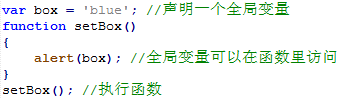 var box = 'blue'; //声明一个全局变量
function setBox()
{
    alert(box); //全局变量可以在函数里访问
}
setBox(); //执行函数